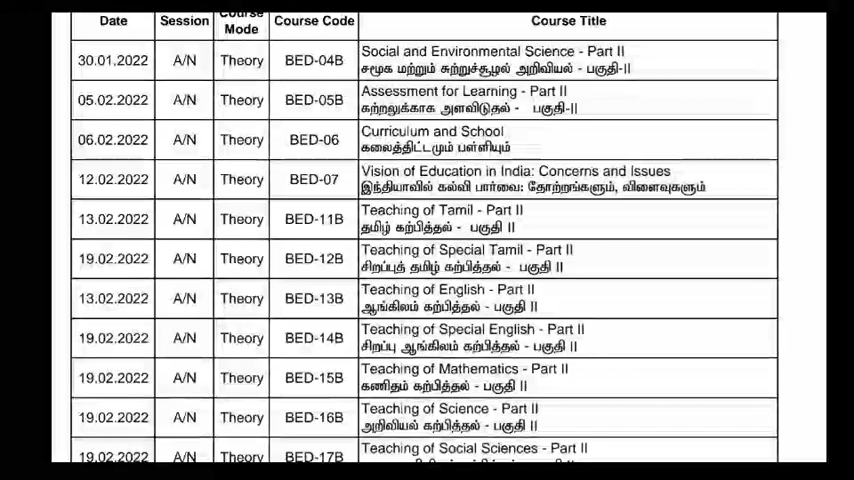 Date Session Course Mode Course Code Course Title
30.01.2022 A/N Theory BED-04B Social and Environmental Science - Part II
சமூக மற்றும் சுற்றுச்சூழல் அறிவியல் - பகுதி-II
05.02.2022 A/N Theory BED-05B Assessment for Learning - Part II
கற்றலுக்காக அளவிடுதல் - பகுதி-II
06.02.2022 A/N Theory BED-06 Curriculum and School
கலைத்திட்டமும் பள்ளியும்
12.02.2022 A/N Theory BED-07 Vision of Education in India: Concerns and Issues
இந்தியாவில் கல்வி பார்வை: தோற்றங்களும், விளைவுகளும்
13.02.2022 A/N Theory BED-11B Teaching of Tamil - Part II
தமிழ் கற்பித்தல் - பகுதி II
19.02.2022 A/N Theory BED-12B Teaching of Special Tamil - Part II
சிறப்புத் தமிழ் கற்பித்தல் - பகுதி II
13.02.2022 A/N Theory BED-13B Teaching of English - Part II
ஆங்கிலம் கற்பித்தல் - பகுதி II
19.02.2022 A/N Theory BED-14B Teaching of Special English - Part II
சிறப்பு ஆங்கிலம் கற்பித்தல் - பகுதி II
19.02.2022 A/N Theory BED-15B Teaching of Mathematics - Part II
கணிதம் கற்பித்தல் - பகுதி II
19.02.2022 A/N Theory BED-16B Teaching of Science - Part II
அறிவியல் கற்பித்தல் - பகுதி II
19.02.2022 A/N Theory BED-17B Teaching of Social Sciences - Part II